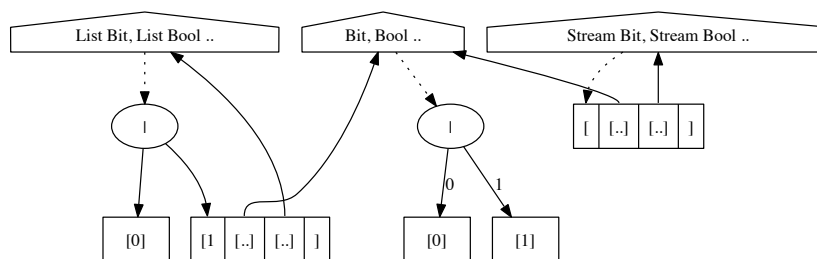 List Bit, List Bool ..
Bit, Bool ..
Stream Bit, Stream Bool ..
| | [ [..] [..] ]
0 1
[0] [1 [..] [..] ] [0] [1]